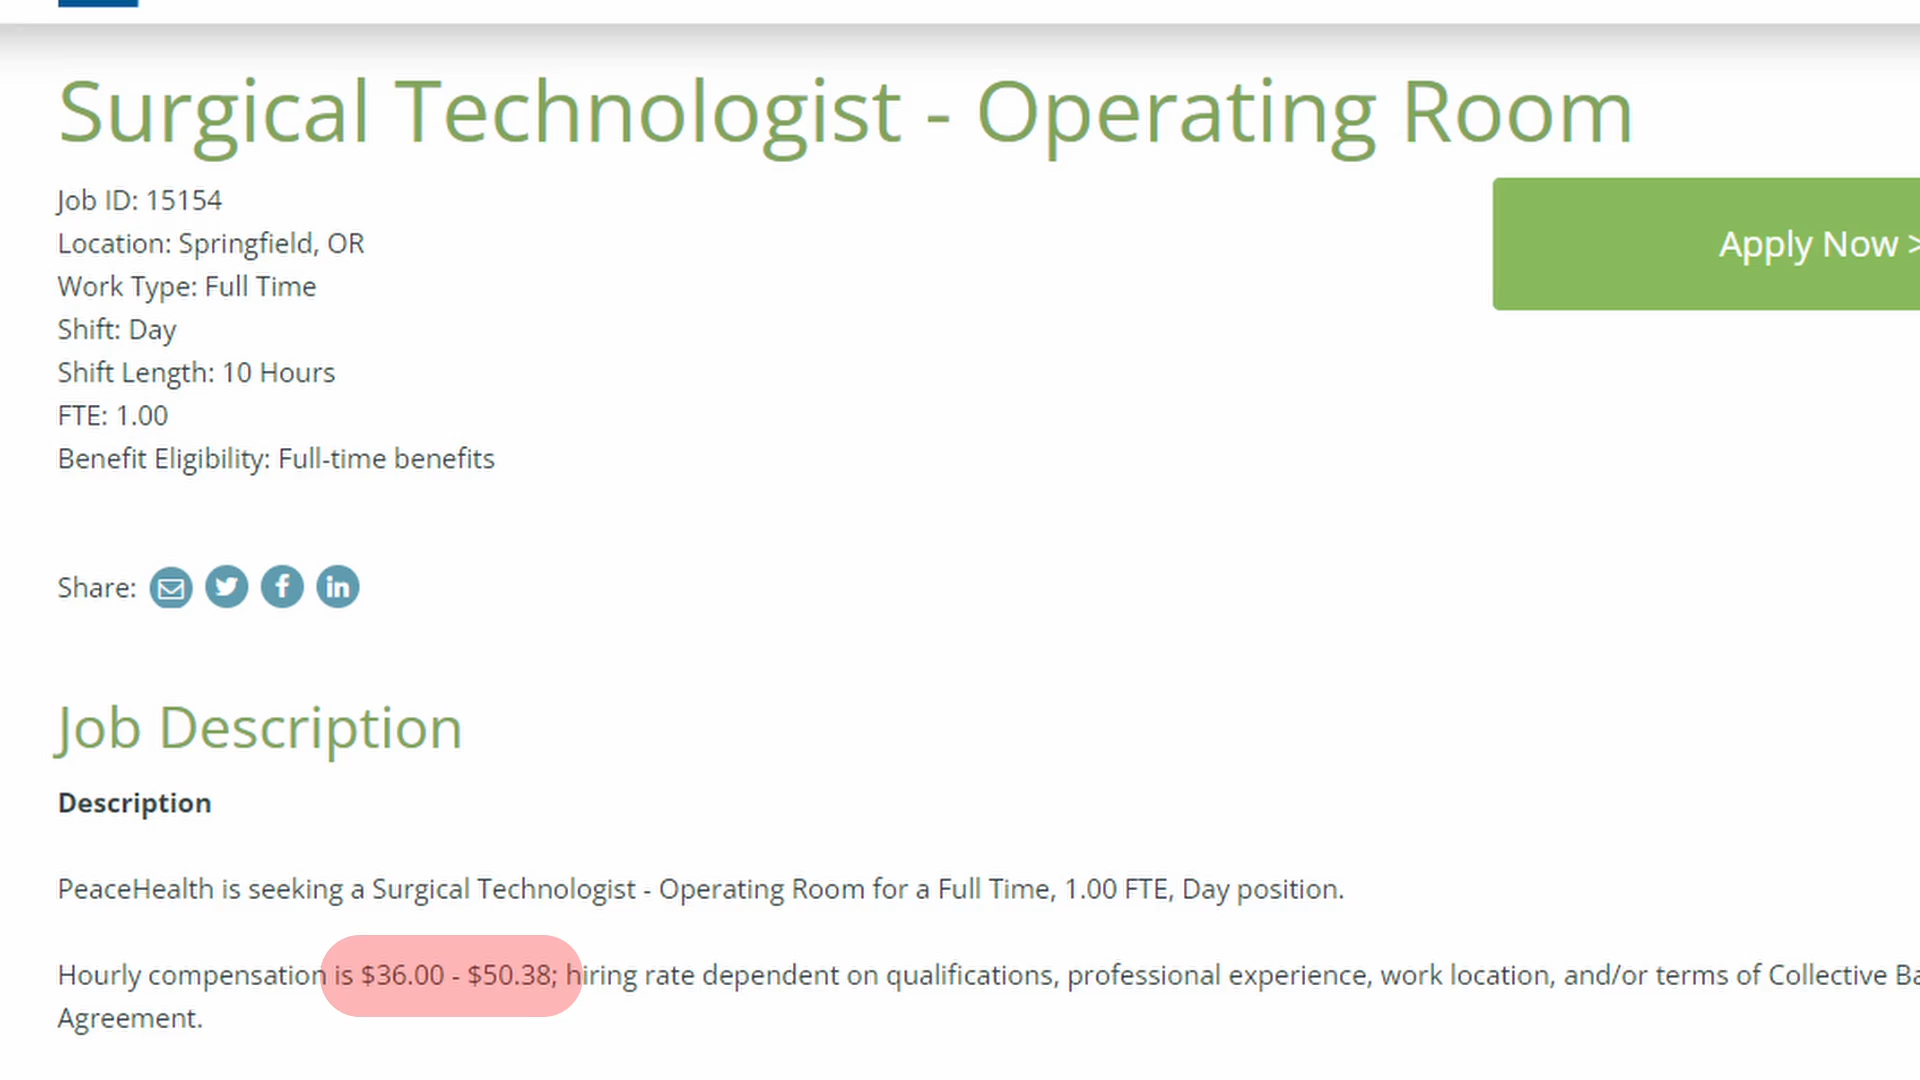 Surgical Technologist - Operating Room
Job ID: 15154
Location: Springfield, OR
Work Type: Full Time
Shift: Day
Shift Length: 10 Hours
FTE: 1.00
Benefit Eligibility: Full-time benefits
Apply Now >
Share:
Job Description
Description
PeaceHealth is seeking a Surgical Technologist - Operating Room for a Full Time, 1.00 FTE, Day position.
Hourly compensation is $36.00 - $50.38; hiring rate dependent on qualifications, professional experience, work location, and/or terms of Collective
Agreement.